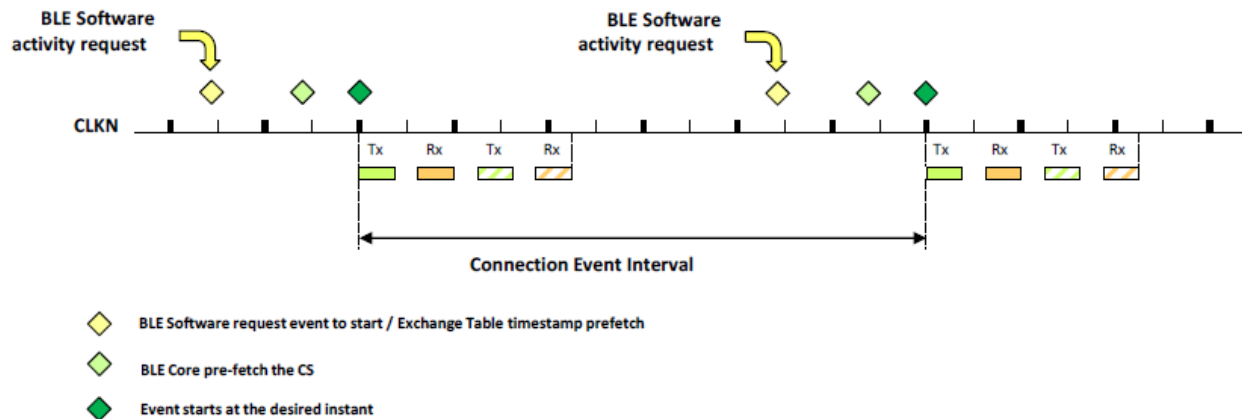 BLE Software
activity request
BLE Software
activity request
CLKN
Tx Rx Tx Rx Tx Rx Tx Rx
Connection Event Interval
BLE Software request event to start / Exchange Table timestamp prefetch
BLE Core pre-fetch the CS
Event starts at the desired instant